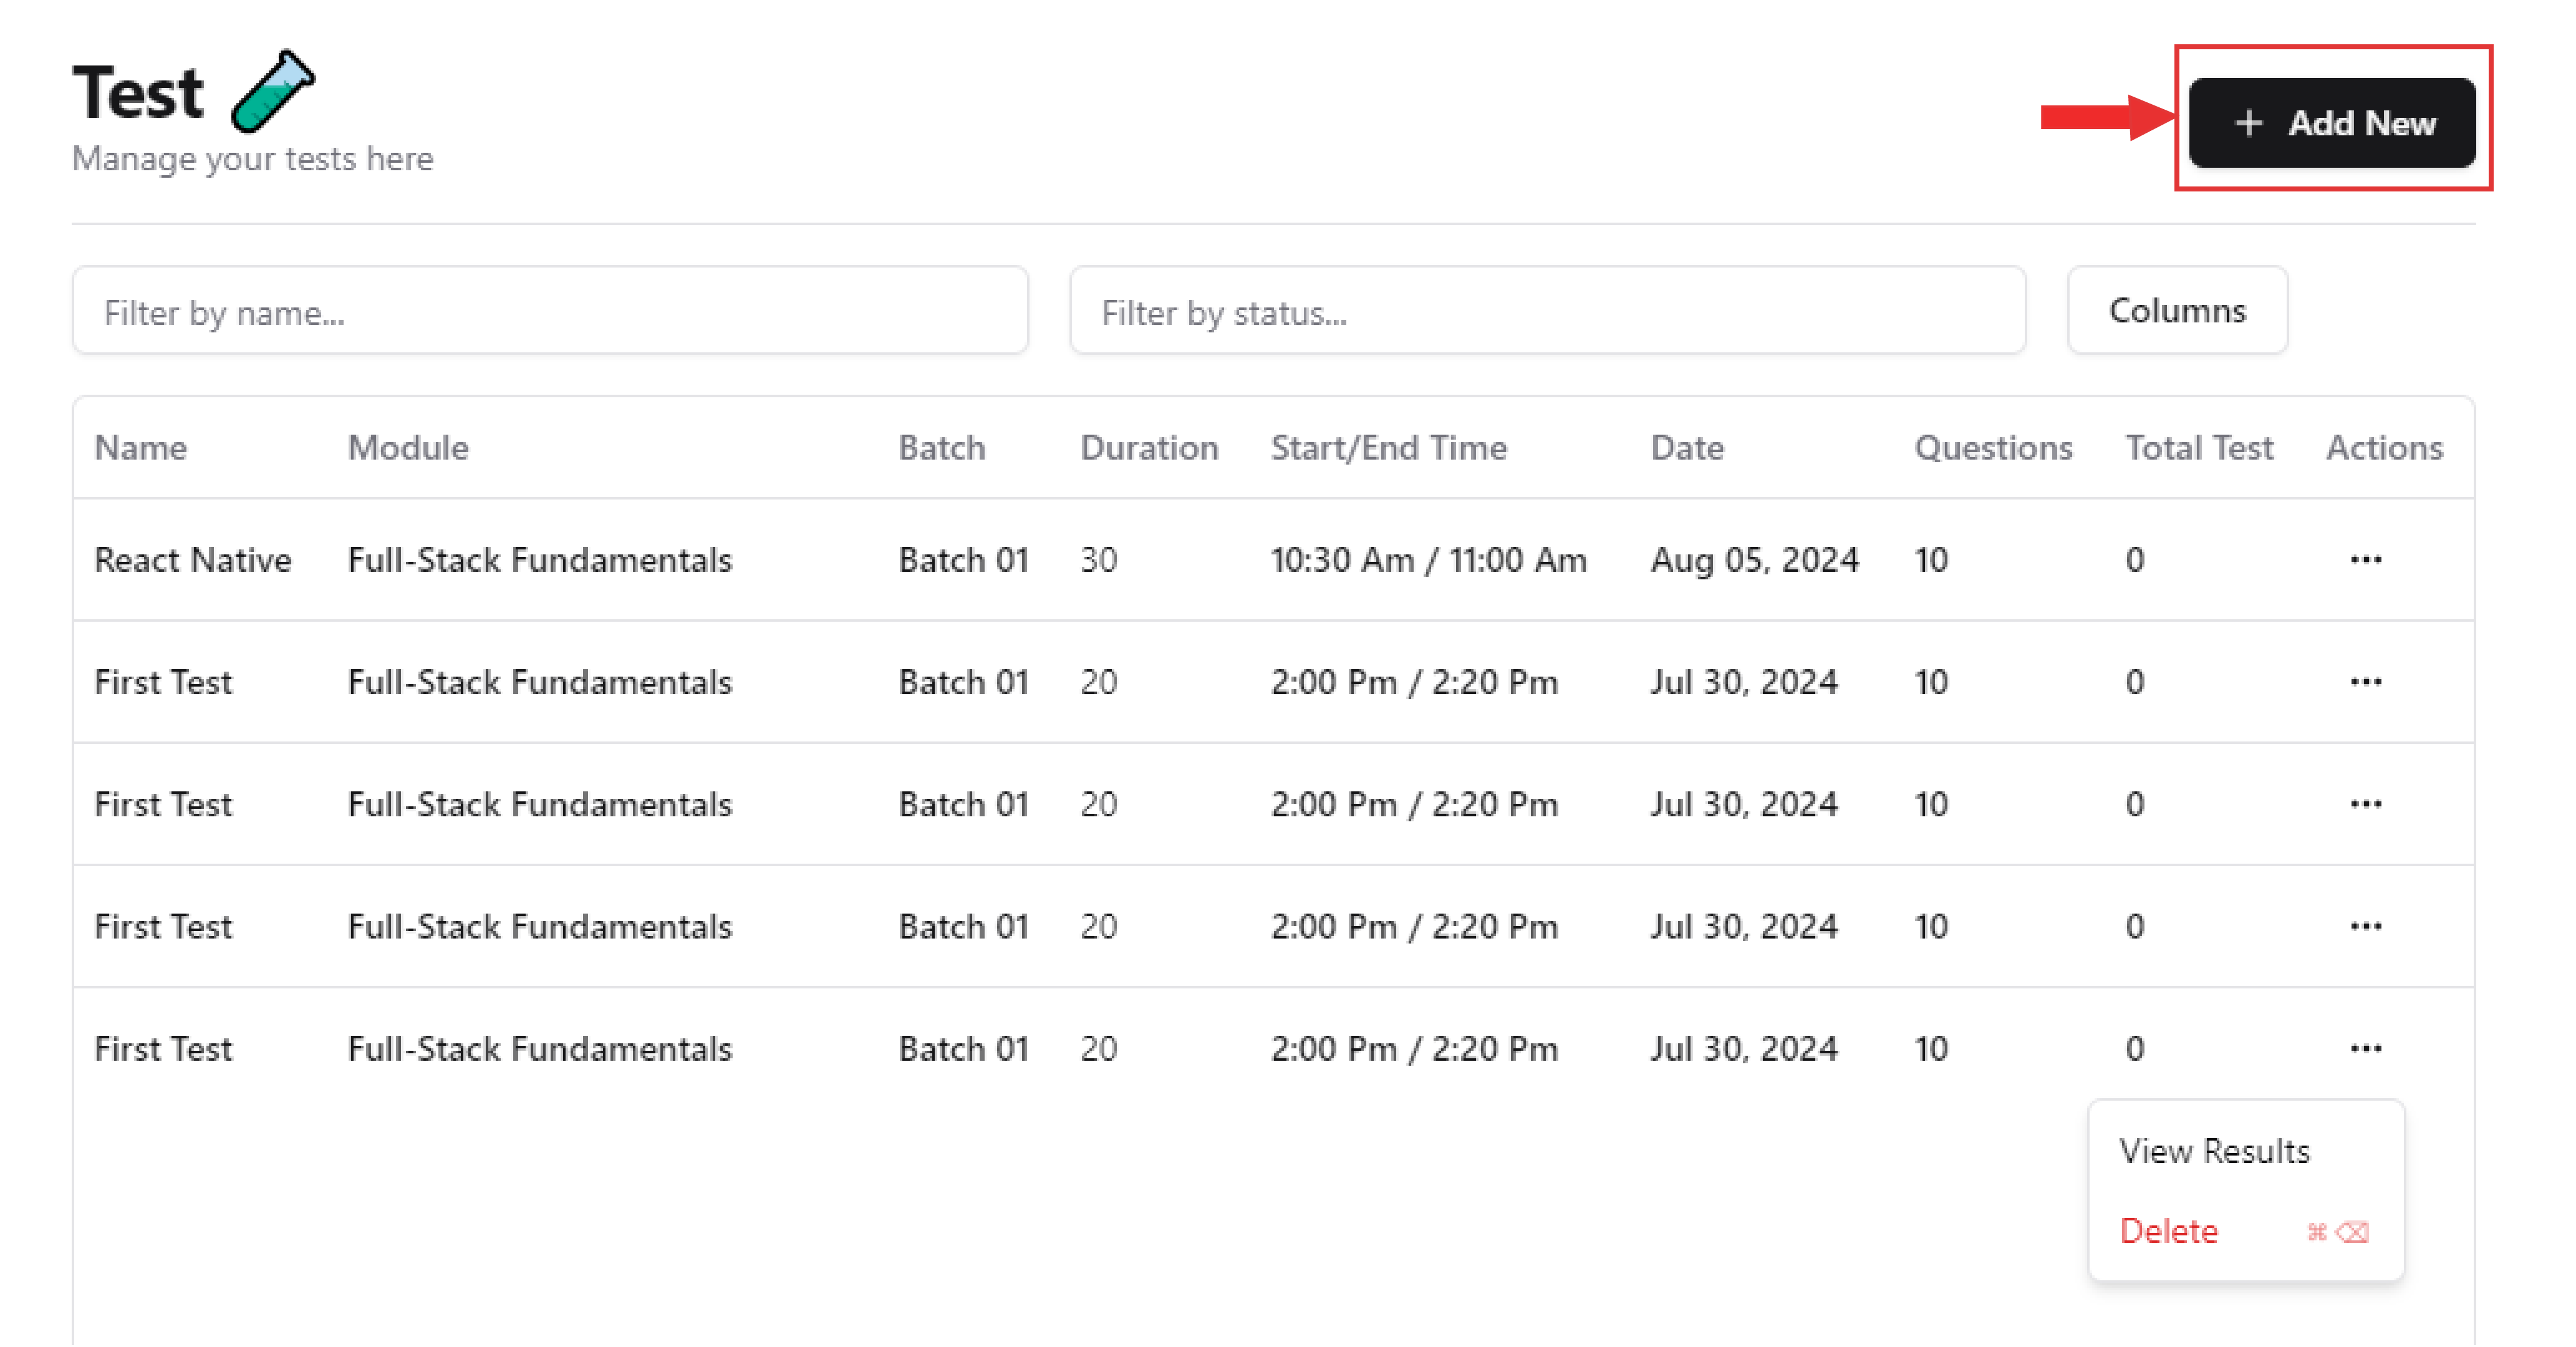 Test
Manage your tests here
+ Add New
Filter by name...
Filter by status...
Columns
Name Module Batch Duration Start/End Time Date Questions Total Test Actions
React Native Full-Stack Fundamentals Batch 01 30 10:30 Am / 11:00 Am Aug 05, 2024 10 0 ...
First Test Full-Stack Fundamentals Batch 01 20 2:00 Pm / 2:20 Pm Jul 30, 2024 10 0 ...
First Test Full-Stack Fundamentals Batch 01 20 2:00 Pm / 2:20 Pm Jul 30, 2024 10 0 ...
First Test Full-Stack Fundamentals Batch 01 20 2:00 Pm / 2:20 Pm Jul 30, 2024 10 0 ...
First Test Full-Stack Fundamentals Batch 01 20 2:00 Pm / 2:20 Pm Jul 30, 2024 10 0 ...
View Results
Delete ⌘⌫